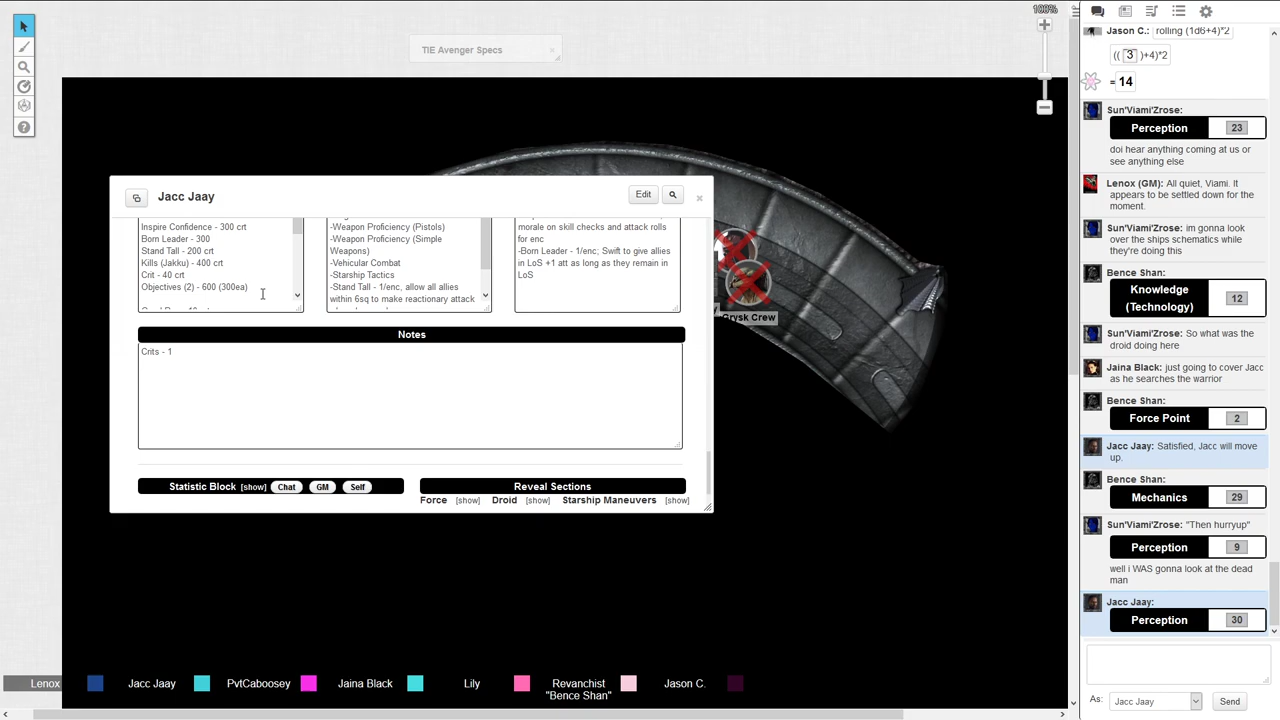 100%
TIE Avenger Specs
Jacc Jaay
Edit
Inspire Confidence - 300 crt
Born Leader - 300
Stand Tall - 200 crt
Kills (Jakku) - 400 crt
Crit - 40 crt
Objectives (2) - 600 (300ea)
-Weapon Proficiency (Pistols)
-Weapon Proficiency (Simple
Weapons)
-Vehicular Combat
-Starship Tactics
-Stand Tall - 1/enc, allow all allies
within 6sq to make reactionary attack
morale on skill checks and attack rolls
for enc
-Born Leader - 1/enc; Swift to give allies
in LoS +1 att as long as they remain in
LoS
Notes
Crits - 1
Statistic Block [show] Chat GM Self
Reveal Sections
Force [show] Droid [show] Starship Maneuvers [show]
Grysk Crew
Lenox
Jacc Jaay
PvtCaboosey
Jaina Black
Lily
Revanchist
"Bence Shan"
Jason C.
Jason C.: rolling (1d6+4)*2
(( 3 )+4)*2
= 14
Sun'Viami'Zrose:
Perception 23
doi hear anything coming at us or
see anything else
Lenox (GM): All quiet, Viami. It
appears to be settled down for the
moment.
Sun'Viami'Zrose: im gonna look
over the ships schematics while
they're doing this
Bence Shan:
Knowledge
(Technology) 12
Sun'Viami'Zrose: So what was the
droid doing here
Jaina Black: just going to cover Jacc
as he searches the warrior
Bence Shan:
Force Point 2
Jacc Jaay: Satisfied, Jacc will move
up.
Bence Shan:
Mechanics 29
Sun'Viami'Zrose: "Then hurryup"
Perception 9
well i WAS gonna look at the dead
man
Jacc Jaay:
Perception 30
As: Jacc Jaay Send